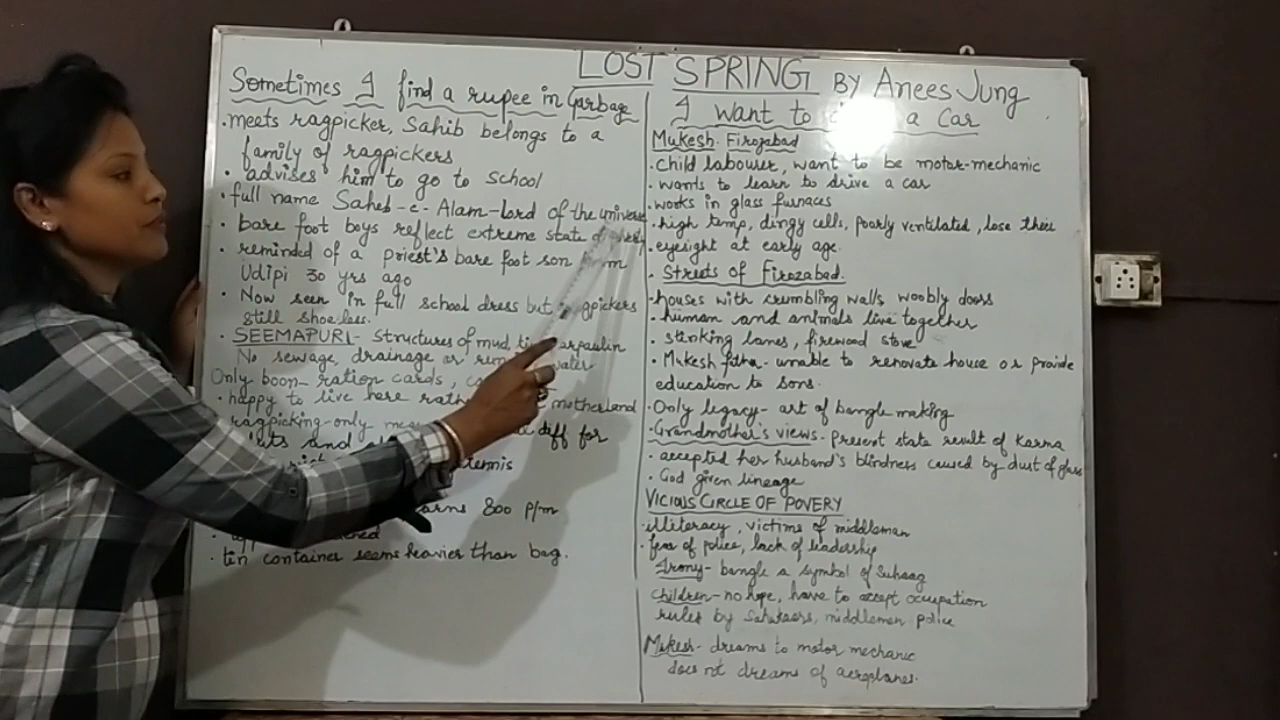 LOST SPRING BY Anees Jung
Sometimes I find a rupee in Garbage
. meets ragpicker, Sahib belongs to a
family of ragpickers
. advises him to go to School
. full name Saheb-e-Alam-lord of the universe
. bare foot boys reflect extreme state of
. reminded of a priest's bare foot son
Udipi 30 yrs ago
. Now seen in full school dress but
still shoeless.
. SEEMAPURI- Structures of mud,
No sewage, drainage or
Only boon- ration cards,
. happy to live here motherland
ragpicking-only
and diff for
tennis
800 p/m
. tin container seems heavier than bag.
I Want to a Car
Mukesh. Firozabad
. Child labourer, want to be motor-mechanic
. wants to learn to drive a car
. works in glass furnaces
. high temp, dingy cells, poorly ventilated, lose their
. eyesight at early age.
. Streets of Firozabad.
. houses with crumbling walls, woobly doors
. human and animals live together
. stinking lanes, firewood stove
. Mukesh fathe- unable to renovate house or provide
education to sons.
. Only legacy- art of bangle making
. Grandmother's views- present state result of Karma
. accepted her husband's blindness caused by dust of glass
. God given lineage
VICIOUS CIRCLE OF POVERY
. illiteracy, victims of middleman
. fear of police, lack of leadership
Irony- bangle a symbol of Suhaag
Children- no hope, have to accept occupation
rules by Sahukaars, middlemen police
Mukesh- dreams to motor mechanic
does not dreams of aeroplanes.